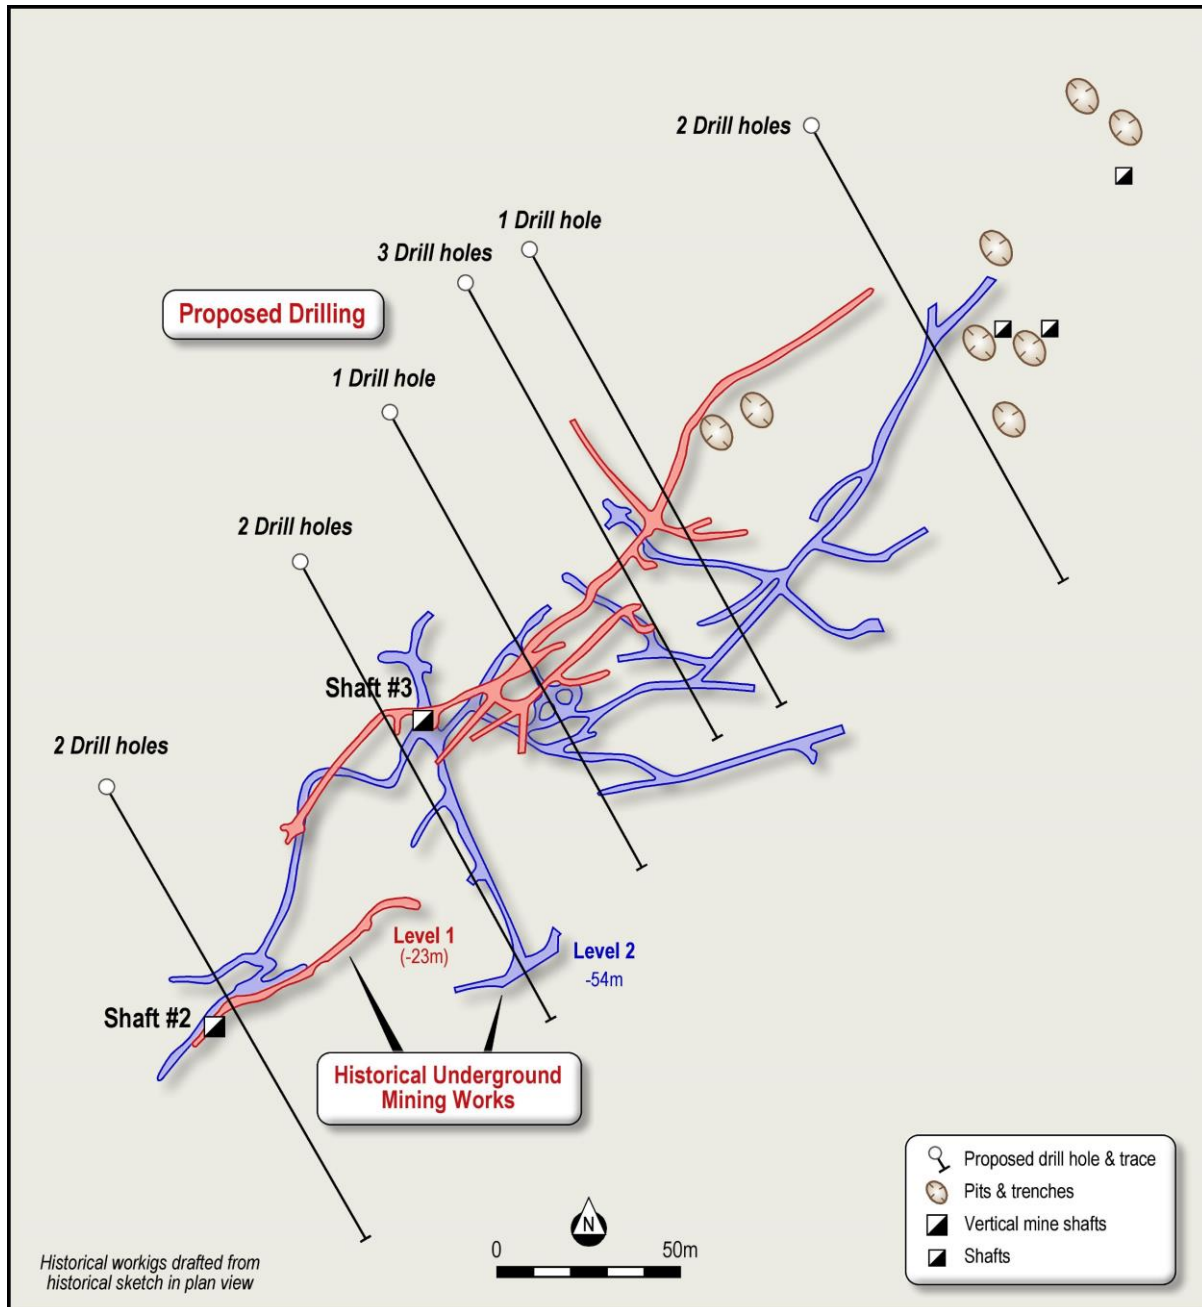 2 Drill holes
1 Drill hole
3 Drill holes
Proposed Drilling
1 Drill hole
2 Drill holes
Shaft #3
2 Drill holes
Level 1
(-23m)
Level 2
-54m
Shaft #2
Historical Underground
Mining Works
Proposed drill hole & trace
Pits & trenches
Vertical mine shafts
Shafts
N
0
50m
Historical workigs drafted from
historical sketch in plan view